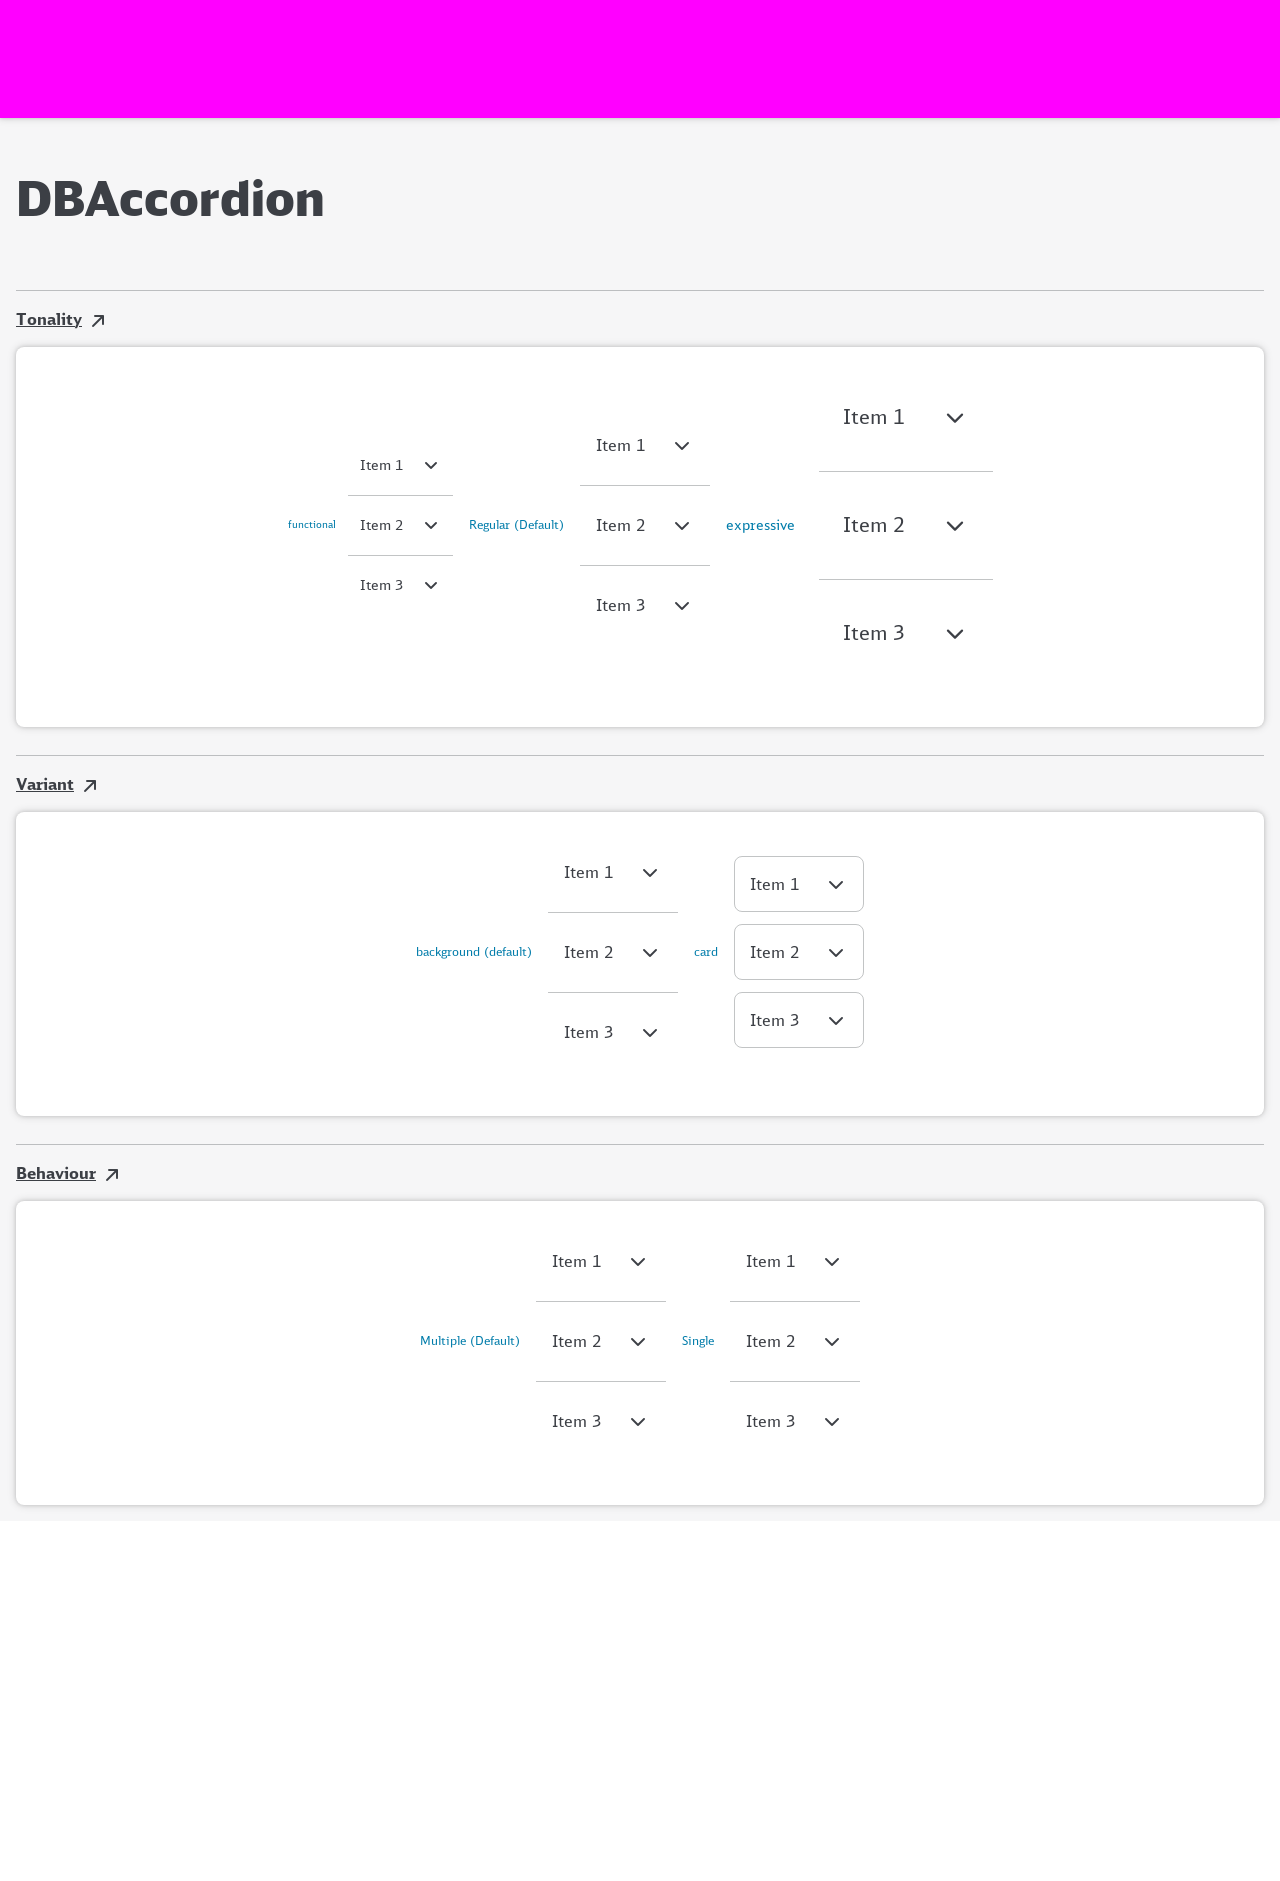 DBAccordion
Tonality
functional
Item 1
Item 2
Item 3
Regular (Default)
Item 1
Item 2
Item 3
expressive
Item 1
Item 2
Item 3
Variant
background (default)
Item 1
Item 2
Item 3
card
Item 1
Item 2
Item 3
Behaviour
Multiple (Default)
Item 1
Item 2
Item 3
Single
Item 1
Item 2
Item 3